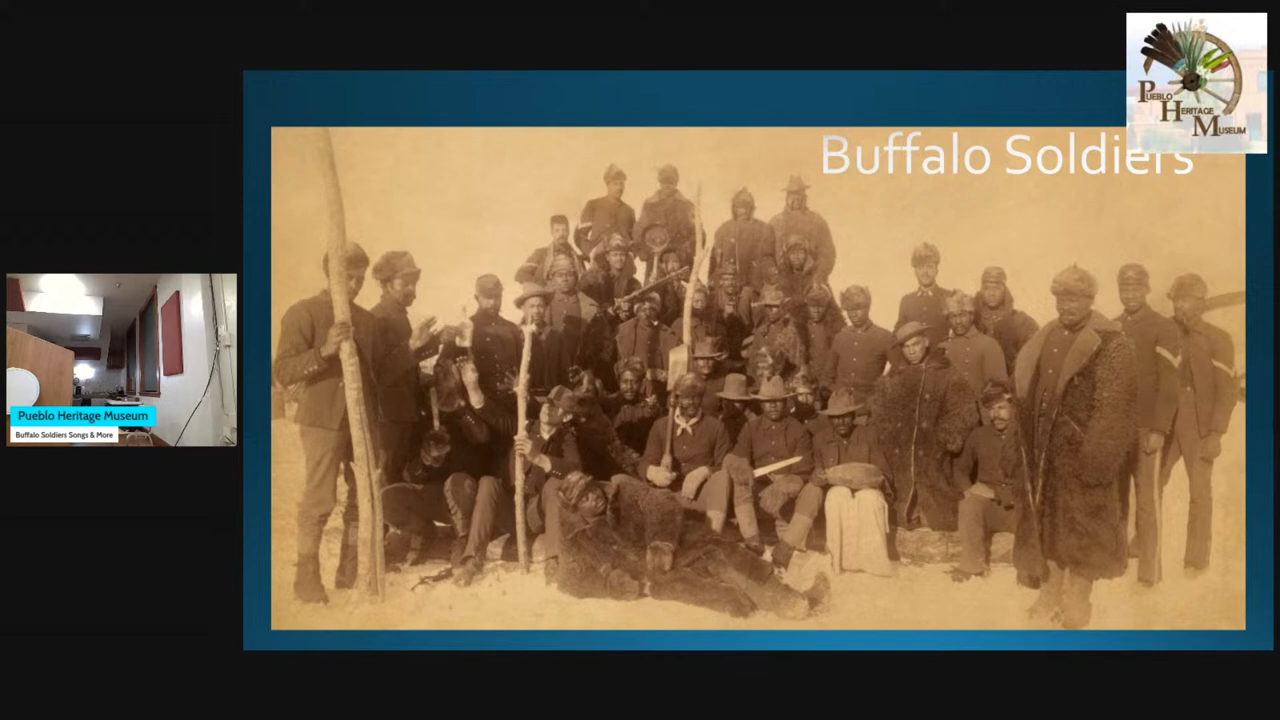 Buffalo Soldiers
Pueblo
Heritage
Museum
Pueblo Heritage Museum
Buffalo Soldiers Songs & More